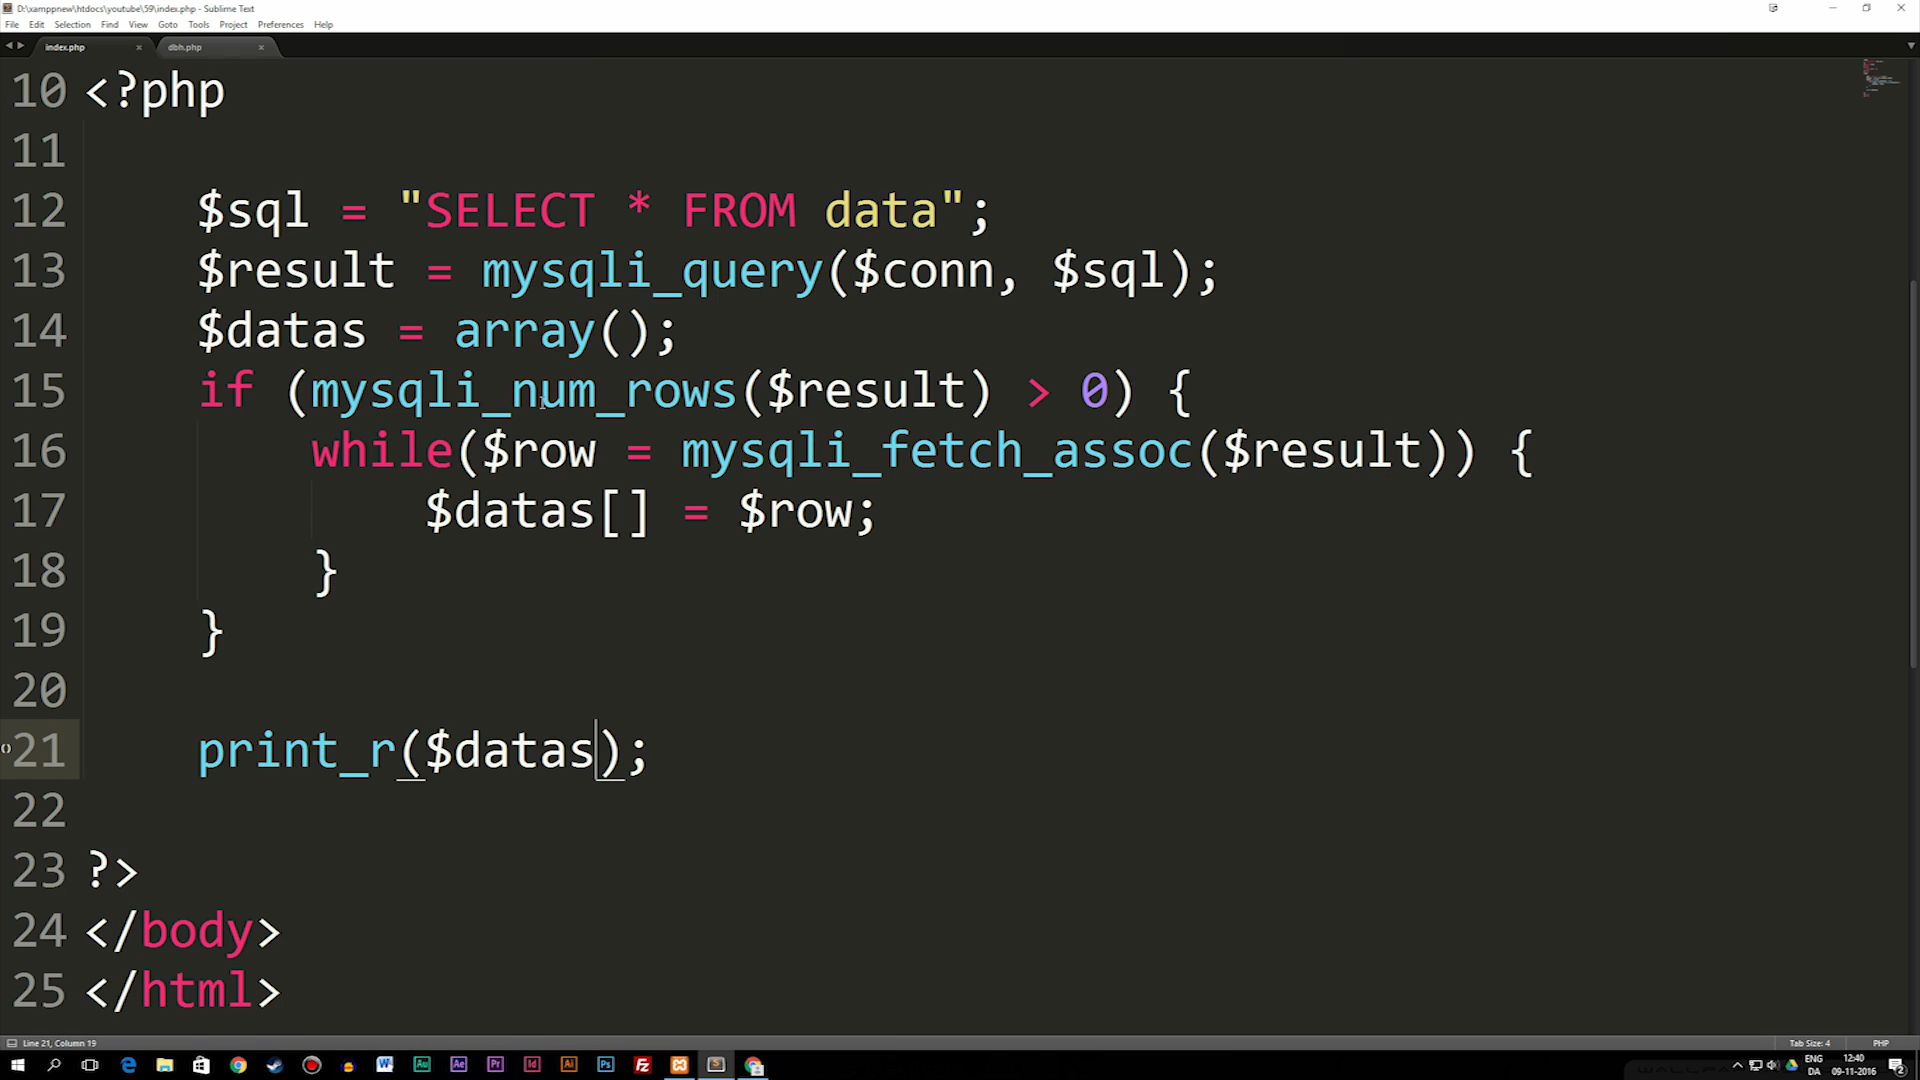 D:\xamppnew\htdocs\youtube\59\index.php - Sublime Text
File Edit Selection Find View Goto Tools Project Preferences Help
index.php × dbh.php ×
10 <?php
11
12 $sql = "SELECT * FROM data";
13 $result = mysqli_query($conn, $sql);
14 $datas = array();
15 if (mysqli_num_rows($result) > 0) {
16 while($row = mysqli_fetch_assoc($result)) {
17 $datas[] = $row;
18 }
19 }
20
21 print_r($datas);
22
23 ?>
24 </body>
25 </html>
Line 21, Column 19 Tab Size: 4 PHP
ENG 12:40
DA 09-11-2016